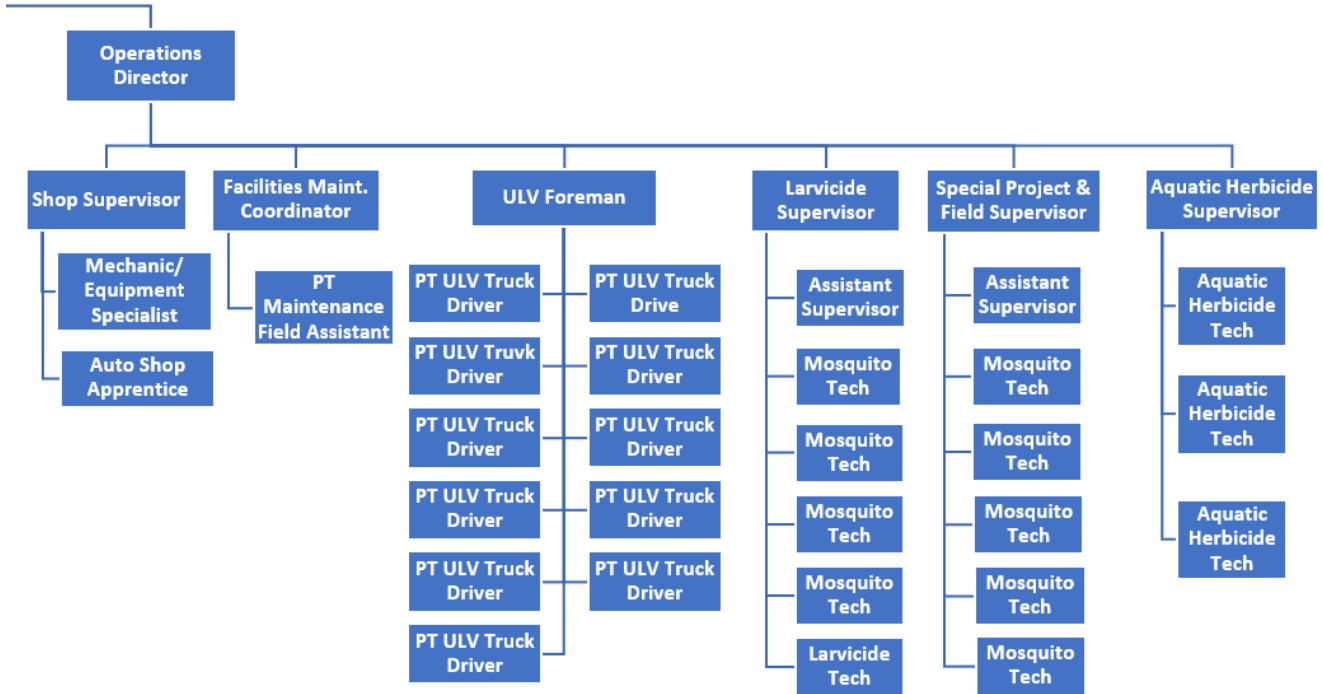 Operations
Director
Shop Supervisor
Facilities Maint.
Coordinator
ULV Foreman
Larvicide
Supervisor
Special Project &
Field Supervisor
Aquatic Herbicide
Supervisor
Mechanic/
Equipment
Specialist
Auto Shop
Apprentice
PT
Maintenance
Field Assistant
PT ULV Truck
Driver
PT ULV Truck
Drive
PT ULV Truvk
Driver
PT ULV Truck
Driver
PT ULV Truck
Driver
PT ULV Truck
Driver
PT ULV Truck
Driver
PT ULV Truck
Driver
PT ULV Truck
Driver
PT ULV Truck
Driver
PT ULV Truck
Driver
Assistant
Supervisor
Mosquito
Tech
Mosquito
Tech
Mosquito
Tech
Mosquito
Tech
Larvicide
Tech
Assistant
Supervisor
Mosquito
Tech
Mosquito
Tech
Mosquito
Tech
Mosquito
Tech
Mosquito
Tech
Aquatic
Herbicide
Tech
Aquatic
Herbicide
Tech
Aquatic
Herbicide
Tech